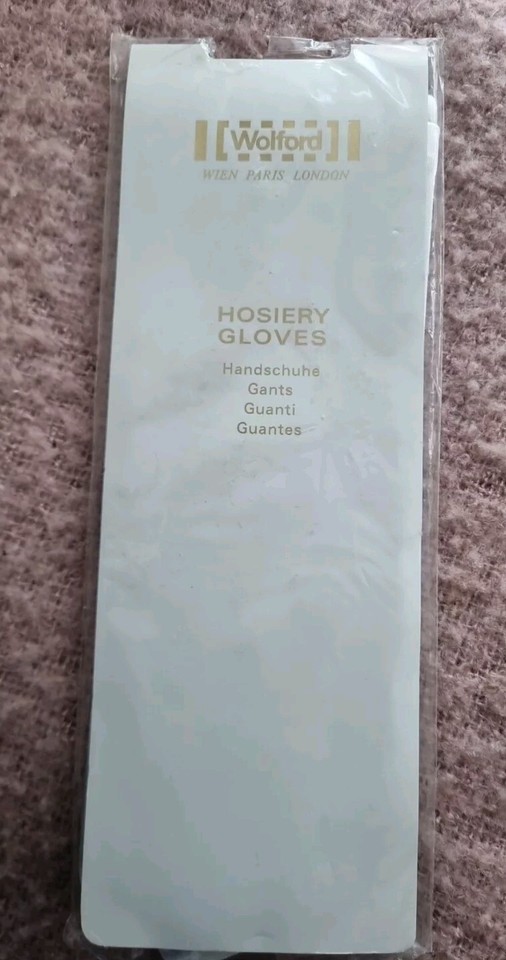 Wolford
WIEN PARIS LONDON
HOSIERY
GLOVES
Handschuhe
Gants
Guanti
Guantes